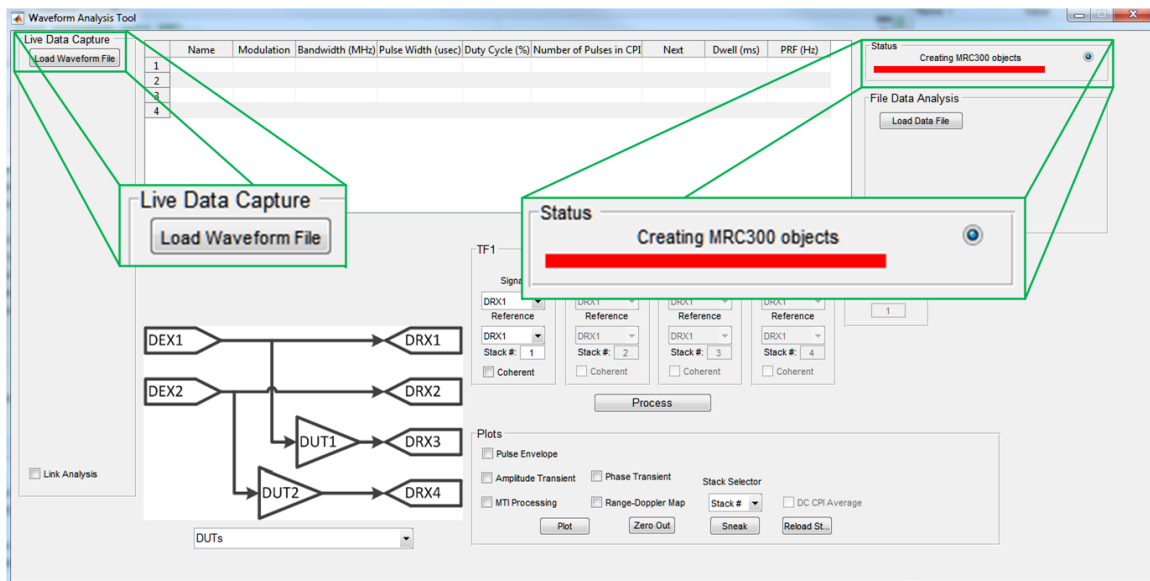 Waveform Analysis Tool
Live Data Capture
Load Waveform File
Name Modulation Bandwidth (MHz) Pulse Width (usec) Duty Cycle (%) Number of Pulses in CPI Next Dwell (ms) PRF (Hz)
1
2
3
4
Status
Creating MRC300 objects
File Data Analysis
Load Data File
Live Data Capture
Load Waveform File
Status
Creating MRC300 objects
TF1
DRX1 DRX1 DRX1 DRX1
Reference Reference Reference Reference
DRX1 DRX1 DRX1 DRX1
Stack #: 1 Stack #: 2 Stack #: 3 Stack #: 4
Coherent Coherent Coherent Coherent
1
Process
DEX1 DRX1
DEX2 DRX2
DUT1 DRX3
DUT2 DRX4
DUTs
Link Analysis
Plots
Pulse Envelope
Amplitude Transient Phase Transient Stack Selector
MTI Processing Range-Doppler Map Stack # DC CPI Average
Plot Zero Out Sneak Reload St...